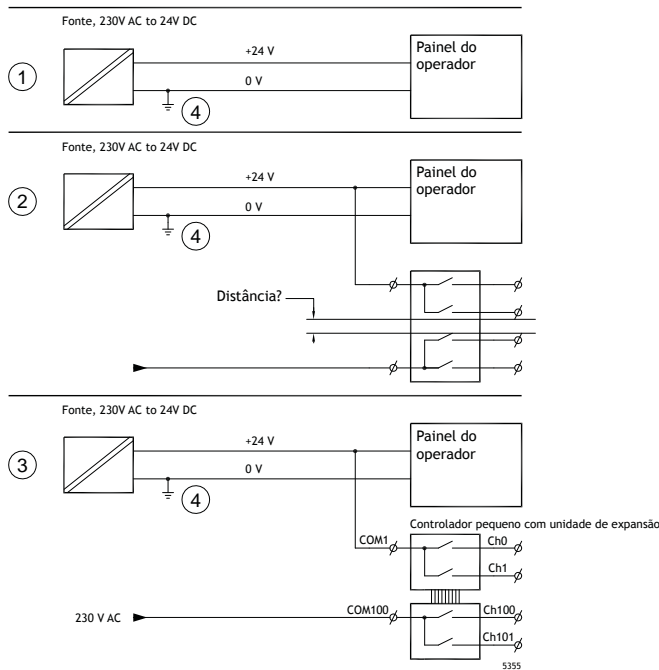 Fonte, 230V AC to 24V DC
1
+24 V
0 V
4
Painel do
operador
Fonte, 230V AC to 24V DC
2
+24 V
0 V
4
Painel do
operador
Distância?
Fonte, 230V AC to 24V DC
3
+24 V
0 V
4
Painel do
operador
Controlador pequeno com unidade de expansão
COM1
Ch0
Ch1
230 V AC
COM100
Ch100
Ch101
5355